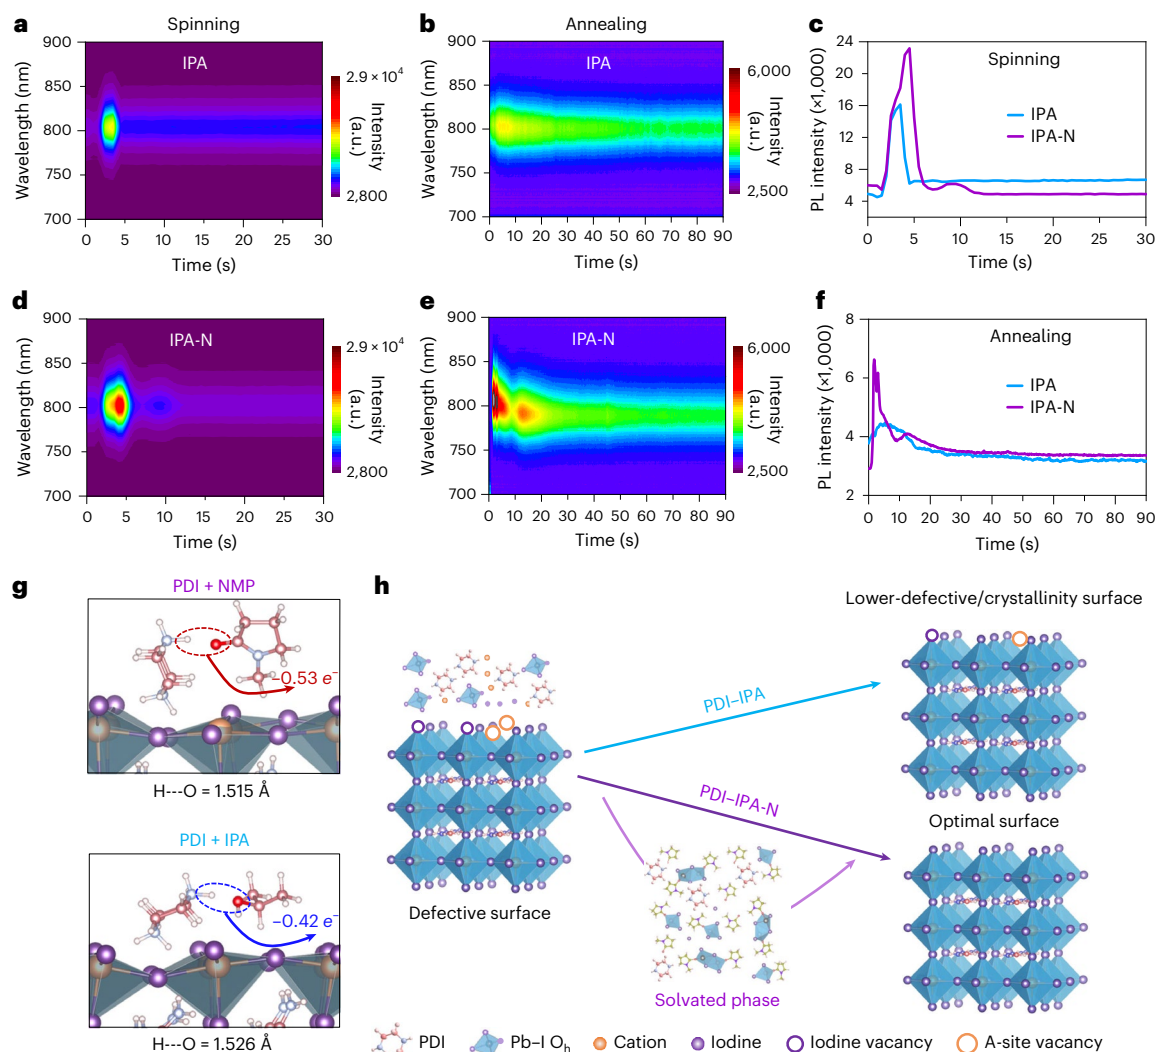 a
Spinning
IPA
900
850
800
750
700
0 5 10 15 20 25 30
Time (s)
Wavelength (nm)
2.9 × 10⁴
Intensity (a.u.)
2,800
b
Annealing
IPA
900
850
800
750
700
0 10 20 30 40 50 60 70 80 90
Time (s)
Wavelength (nm)
6,000
Intensity (a.u.)
2,500
c
Spinning
IPA
IPA-N
24
20
16
12
8
4
0 5 10 15 20 25 30
Time (s)
PL intensity (×1,000)
d
IPA-N
900
850
800
750
700
0 5 10 15 20 25 30
Time (s)
Wavelength (nm)
2.9 × 10⁴
Intensity (a.u.)
2,800
e
IPA-N
900
850
800
750
700
0 10 20 30 40 50 60 70 80 90
Time (s)
Wavelength (nm)
6,000
Intensity (a.u.)
2,500
f
Annealing
IPA
IPA-N
8
6
4
2
0 10 20 30 40 50 60 70 80 90
Time (s)
PL intensity (×1,000)
g
PDI + NMP
−0.53 e⁻
H---O = 1.515 Å
PDI + IPA
−0.42 e⁻
H---O = 1.526 Å
h
Lower-defective/crystallinity surface
PDI–IPA
PDI–IPA-N
Optimal surface
Defective surface
Solvated phase
PDI
Pb–I Oₕ
Cation
Iodine
Iodine vacancy
A-site vacancy